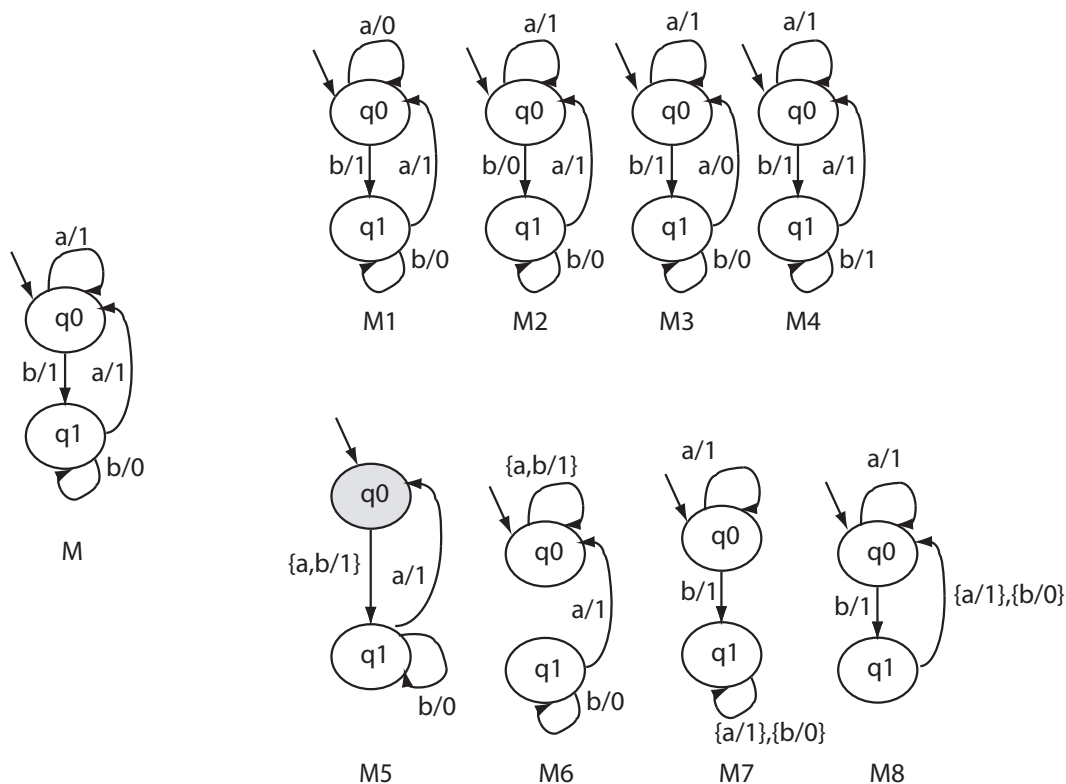 a/1
q0
b/1 a/1
q1
b/0
M
a/0
q0
b/1 a/1
q1
b/0
M1
a/1
q0
b/0 a/1
q1
b/0
M2
a/1
q0
b/1 a/0
q1
b/0
M3
a/1
q0
b/1 a/1
q1
b/1
M4
q0
{a,b/1} a/1
q1
b/0
M5
{a,b/1}
q0
a/1
q1
b/0
M6
a/1
q0
b/1
q1
{a/1},{b/0}
M7
a/1
q0
b/1 {a/1},{b/0}
q1
M8